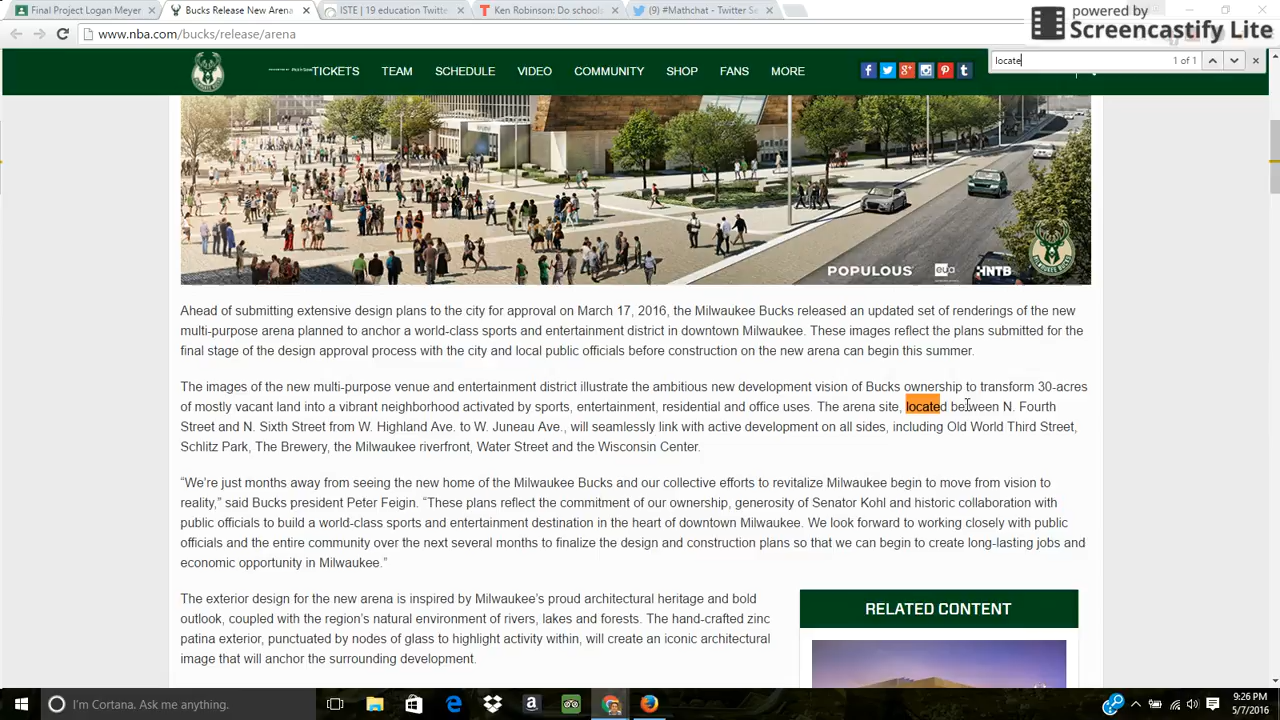 Final Project Logan Meyer
Bucks Release New Arena
ISTE | 19 education Twitte
Ken Robinson: Do schools
(9) #Mathchat - Twitter Se
powered by
Screencastify Lite
www.nba.com/bucks/release/arena
locate
1 of 1
TICKETS TEAM SCHEDULE VIDEO COMMUNITY SHOP FANS MORE
POPULOUS eua HNTB
MILWAUKEE BUCKS
Ahead of submitting extensive design plans to the city for approval on March 17, 2016, the Milwaukee Bucks released an updated set of renderings of the new
multi-purpose arena planned to anchor a world-class sports and entertainment district in downtown Milwaukee. These images reflect the plans submitted for the
final stage of the design approval process with the city and local public officials before construction on the new arena can begin this summer.
The images of the new multi-purpose venue and entertainment district illustrate the ambitious new development vision of Bucks ownership to transform 30-acres
of mostly vacant land into a vibrant neighborhood activated by sports, entertainment, residential and office uses. The arena site, located between N. Fourth
Street and N. Sixth Street from W. Highland Ave. to W. Juneau Ave., will seamlessly link with active development on all sides, including Old World Third Street,
Schlitz Park, The Brewery, the Milwaukee riverfront, Water Street and the Wisconsin Center.
“We’re just months away from seeing the new home of the Milwaukee Bucks and our collective efforts to revitalize Milwaukee begin to move from vision to
reality,” said Bucks president Peter Feigin. “These plans reflect the commitment of our ownership, generosity of Senator Kohl and historic collaboration with
public officials to build a world-class sports and entertainment destination in the heart of downtown Milwaukee. We look forward to working closely with public
officials and the entire community over the next several months to finalize the design and construction plans so that we can begin to create long-lasting jobs and
economic opportunity in Milwaukee.”
The exterior design for the new arena is inspired by Milwaukee’s proud architectural heritage and bold
outlook, coupled with the region’s natural environment of rivers, lakes and forests. The hand-crafted zinc
patina exterior, punctuated by nodes of glass to highlight activity within, will create an iconic architectural
image that will anchor the surrounding development.
RELATED CONTENT
I'm Cortana. Ask me anything.
9:26 PM
5/7/2016